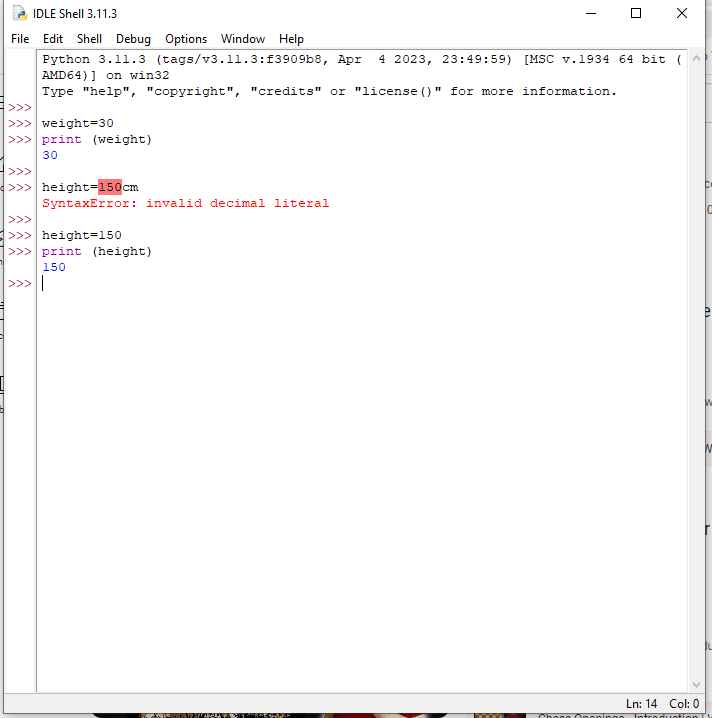 IDLE Shell 3.11.3
File Edit Shell Debug Options Window Help
Python 3.11.3 (tags/v3.11.3:f3909b8, Apr  4 2023, 23:49:59) [MSC v.1934 64 bit (
AMD64)] on win32
Type "help", "copyright", "credits" or "license()" for more information.
>>>
>>> weight=30
>>> print (weight)
30
>>>
>>> height=150cm
SyntaxError: invalid decimal literal
>>>
>>> height=150
>>> print (height)
150
>>>
Ln: 14 Col: 0